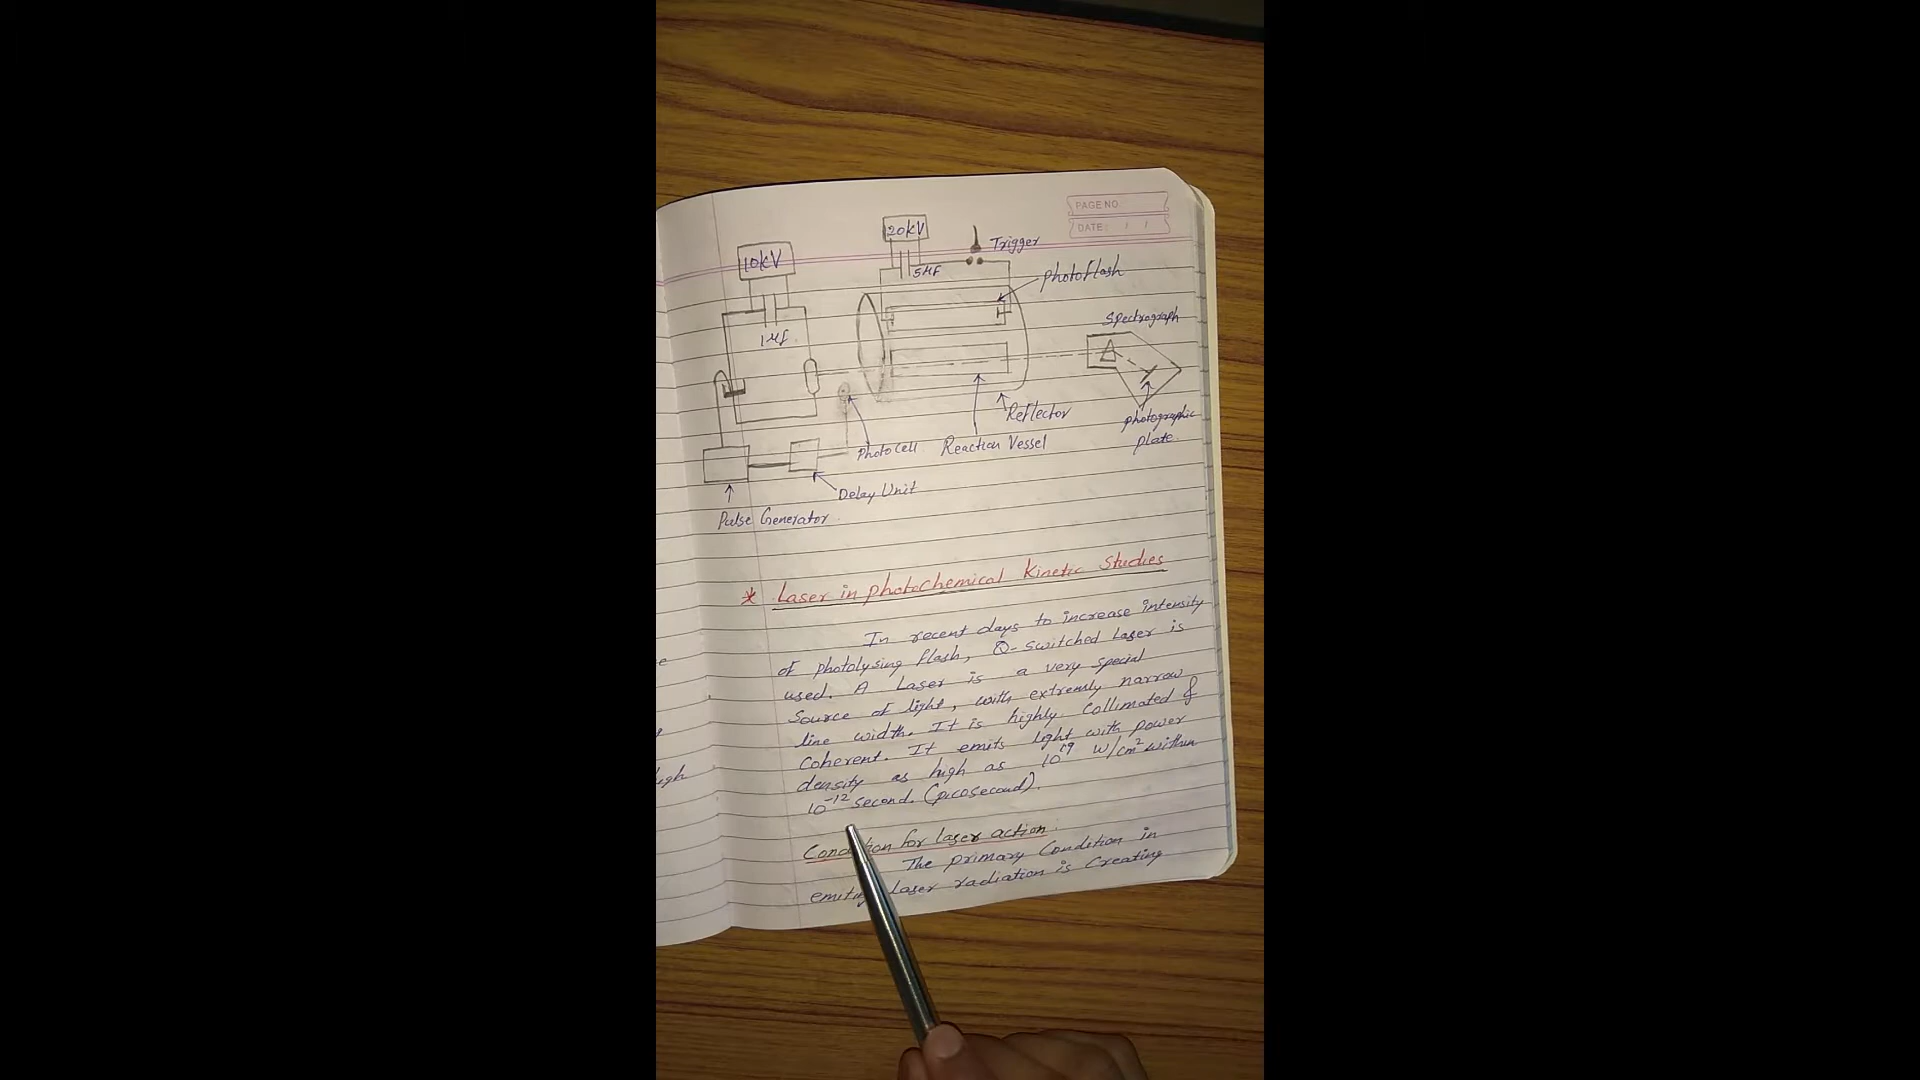 PAGE NO.
DATE: / /
20kV
Trigger
10kV
5μF
photoflash
1μf.
Spectrograph
Reflector
photographic
plate.
Photocell
Reaction Vessel
Delay Unit
Pulse Generator
* Laser in photochemical Kinetic Studies
In recent days to increase intensity
of photolysing flash, Q-switched Laser is
used. A Laser is a very special
Source of light, with extremly narrow
line width. It is highly Collimated &
Coherent. It emits light with power
density as high as 10^19 W/cm² within
10^-12 second. (picosecond).
Condition for laser action.
The primary Condition in
laser radiation is Creating